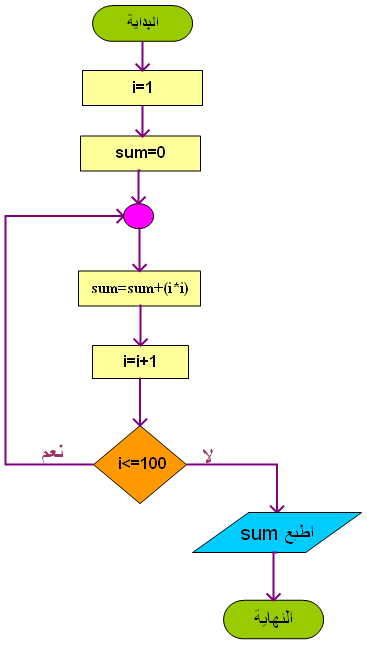 البداية
i=1
sum=0
sum=sum+(i*i)
i=i+1
i<=100
نعم
لا
اطبع sum
النهاية